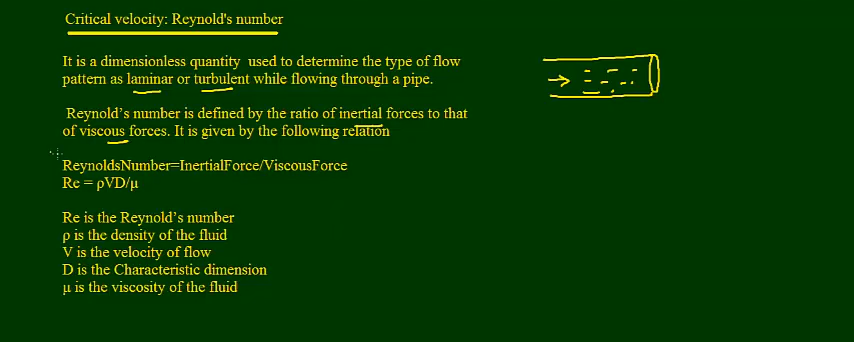 Critical velocity: Reynold's number
It is a dimensionless quantity used to determine the type of flow
pattern as laminar or turbulent while flowing through a pipe.
Reynold's number is defined by the ratio of inertial forces to that
of viscous forces. It is given by the following relation
ReynoldsNumber=InertialForce/ViscousForce
Re = ρVD/μ
Re is the Reynold's number
ρ is the density of the fluid
V is the velocity of flow
D is the Characteristic dimension
μ is the viscosity of the fluid